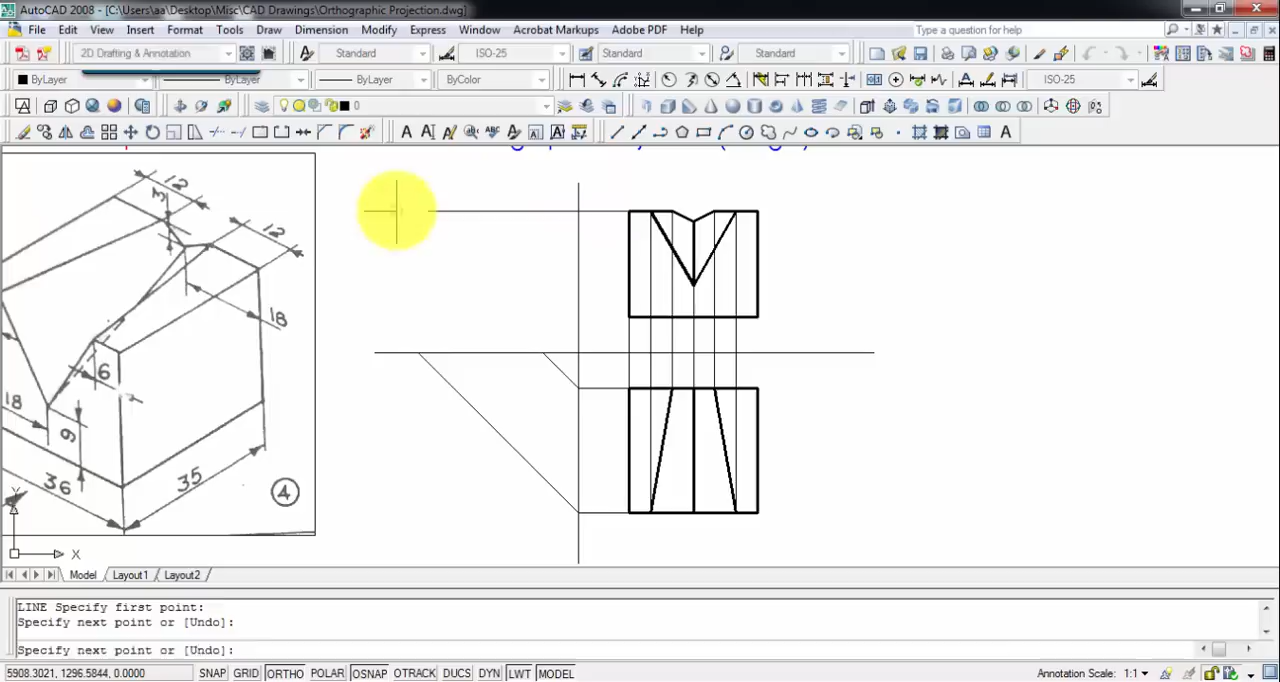 AutoCAD 2008 - [C:\Users\aa\Desktop\Misc\CAD Drawings\Orthographic Projection.dwg]
File Edit View Insert Format Tools Draw Dimension Modify Express Window Acrobat Markups Adobe PDF Help
Type a question for help
2D Drafting & Annotation Standard ISO-25 Standard Standard
ByLayer ByLayer ByLayer ByColor ISO-25
0
12
3
12
18
6
18
9
36
35
4
X
Model Layout1 Layout2
LINE Specify first point:
Specify next point or [Undo]:
Specify next point or [Undo]:
5908.3021, 1296.5844, 0.0000 SNAP GRID ORTHO POLAR OSNAP OTRACK DUCS DYN LWT MODEL Annotation Scale: 1:1